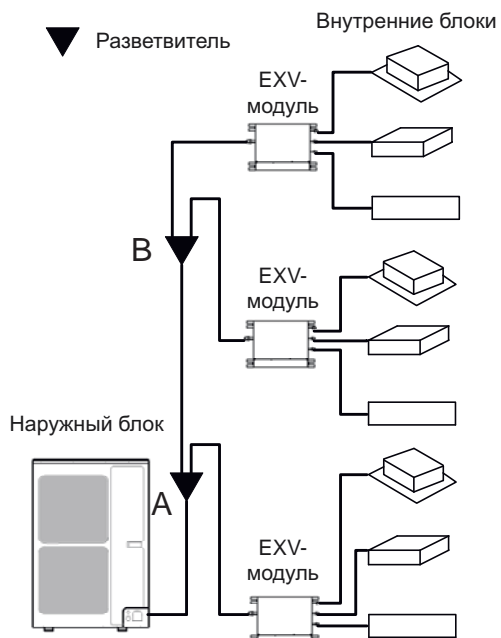 Разветвитель
Внутренние блоки
EXV-
модуль
B
EXV-
модуль
Наружный блок
A
EXV-
модуль